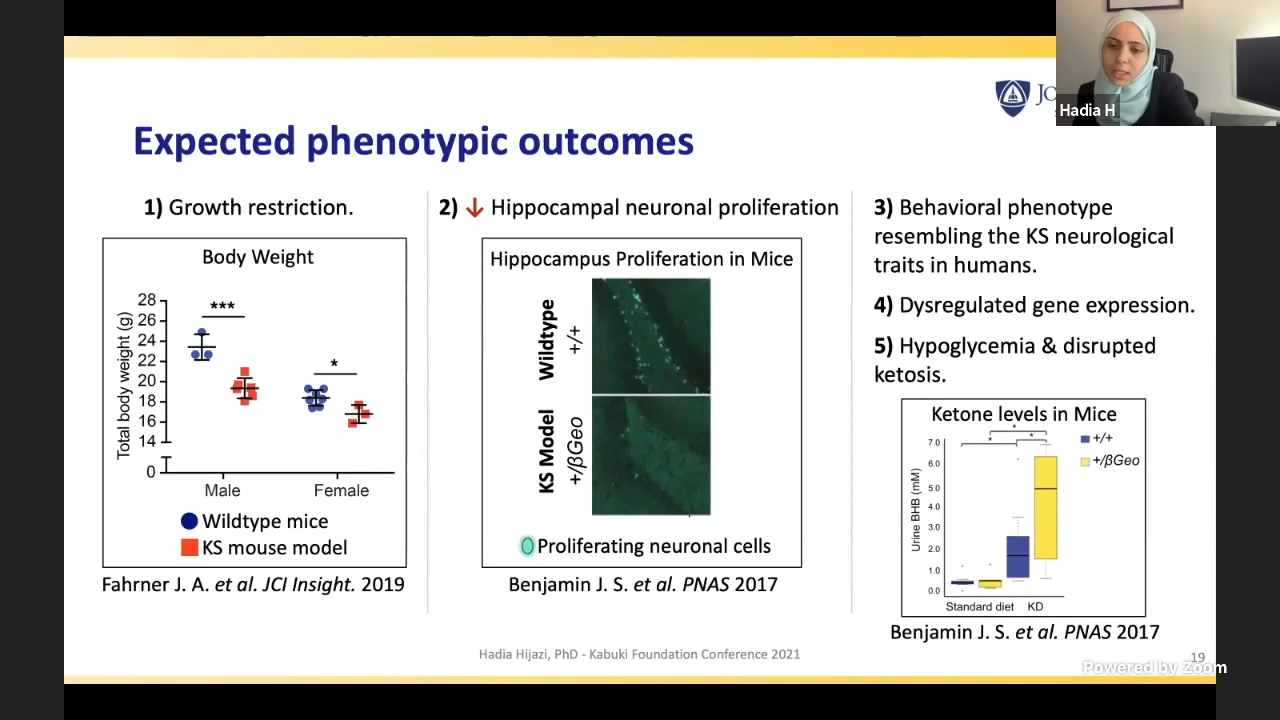 Hadia H
Expected phenotypic outcomes
1) Growth restriction.
Body Weight
Total body weight (g)
28
26
24
22
20
18
16
14
0
***
*
Male
Female
Wildtype mice
KS mouse model
Fahrner J. A. et al. JCI Insight. 2019
2) ↓ Hippocampal neuronal proliferation
Hippocampus Proliferation in Mice
Wildtype
+/+
KS Model
+/βGeo
Proliferating neuronal cells
Benjamin J. S. et al. PNAS 2017
3) Behavioral phenotype
resembling the KS neurological
traits in humans.
4) Dysregulated gene expression.
5) Hypoglycemia & disrupted
ketosis.
Ketone levels in Mice
Urine BHB (mM)
7.0
6.0
5.0
4.0
3.0
2.0
1.0
0.0
*
*
*
+/+
+/βGeo
Standard diet
KD
Benjamin J. S. et al. PNAS 2017
Hadia Hijazi, PhD - Kabuki Foundation Conference 2021
19
Powered by Zoom